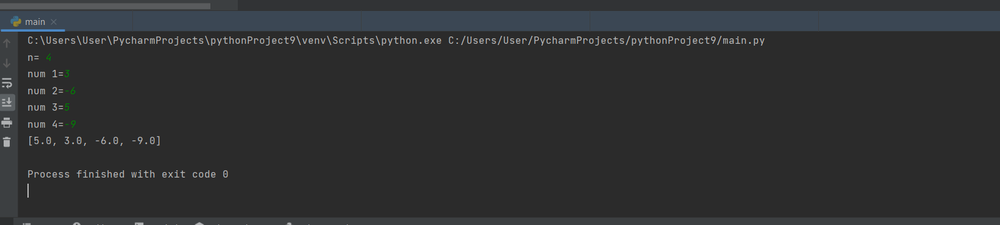 main
C:\Users\User\PycharmProjects\pythonProject9\venv\Scripts\python.exe C:/Users/User/PycharmProjects/pythonProject9/main.py
n= 4
num 1=3
num 2=-6
num 3=5
num 4=-9
[5.0, 3.0, -6.0, -9.0]
Process finished with exit code 0